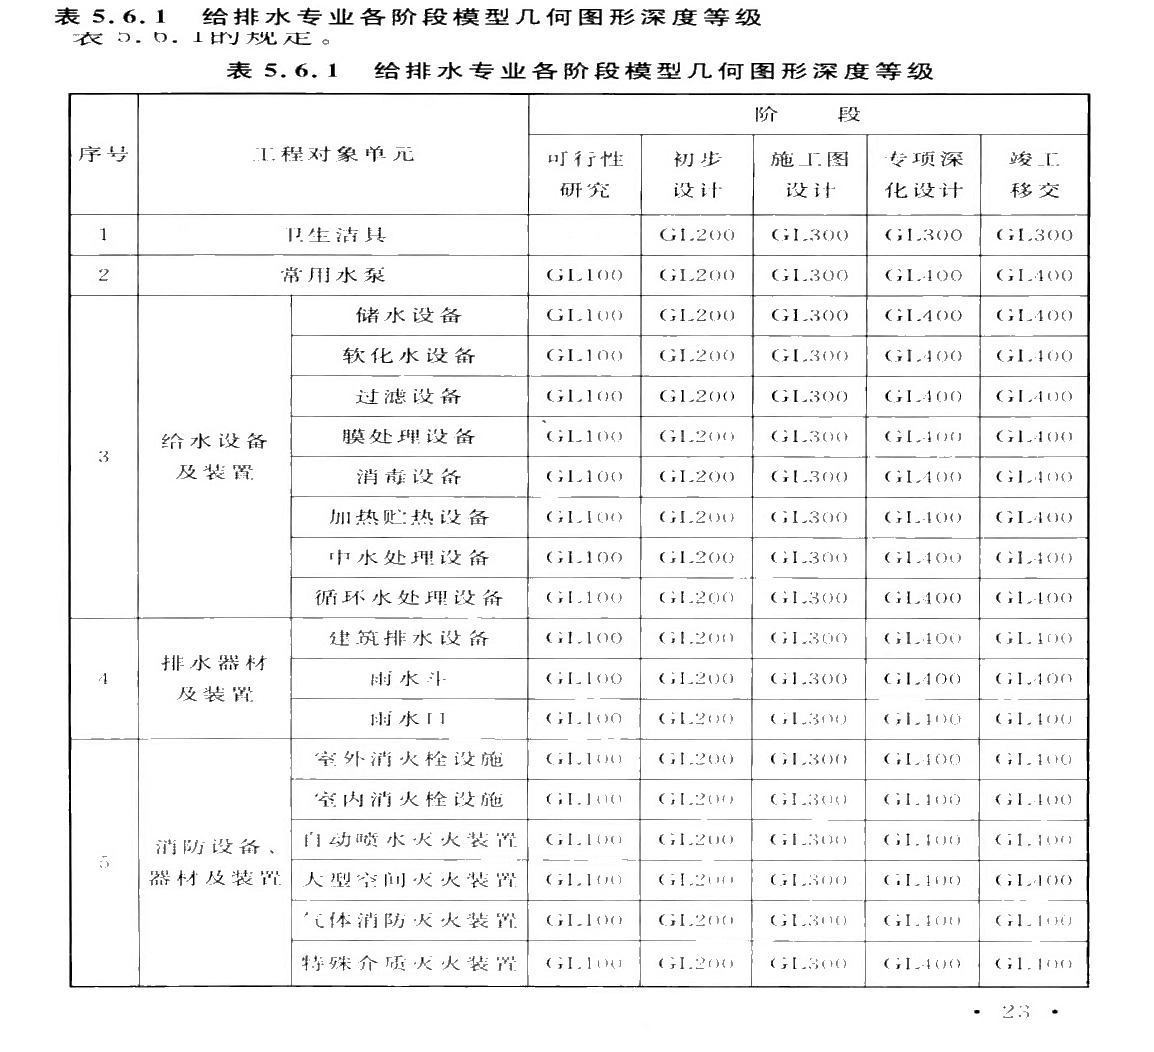 表 5.6.1 给排水专业各阶段模型几何图形深度等级
表 5.6.1的规定。
表 5.6.1 给排水专业各阶段模型几何图形深度等级
序号 工程对象单元 阶 段
可行性 初步 施工图 专项深 竣工
研究 设计 设计 化设计 移交
1 卫生洁具 GL200 GL300 GL300 GL300
2 常用水泵 GL100 GL200 GL300 GL400 GL400
储水设备 GL100 GL200 GL300 GL400 GL400
软化水设备 GL100 GL200 GL300 GL400 GL400
过滤设备 GL100 GL200 GL300 GL400 GL400
3 给水设备
及装置
膜处理设备 GL100 GL200 GL300 GL400 GL400
消毒设备 GL100 GL200 GL300 GL400 GL400
加热贮热设备 GL100 GL200 GL300 GL400 GL400
中水处理设备 GL100 GL200 GL300 GL400 GL400
循环水处理设备 GL100 GL200 GL300 GL400 GL400
4 排水器材
及装置
建筑排水设备 GL100 GL200 GL300 GL400 GL400
雨水斗 GL100 GL200 GL300 GL400 GL400
雨水口 GL100 GL200 GL300 GL400 GL400
5 消防设备、
器材及装置
室外消火栓设施 GL100 GL200 GL300 GL400 GL400
室内消火栓设施 GL100 GL200 GL300 GL400 GL400
自动喷水灭火装置 GL100 GL200 GL300 GL400 GL400
大型空间灭火装置 GL100 GL200 GL300 GL400 GL400
气体消防灭火装置 GL100 GL200 GL300 GL400 GL400
特殊介质灭火装置 GL100 GL200 GL300 GL400 GL400
· 23 ·